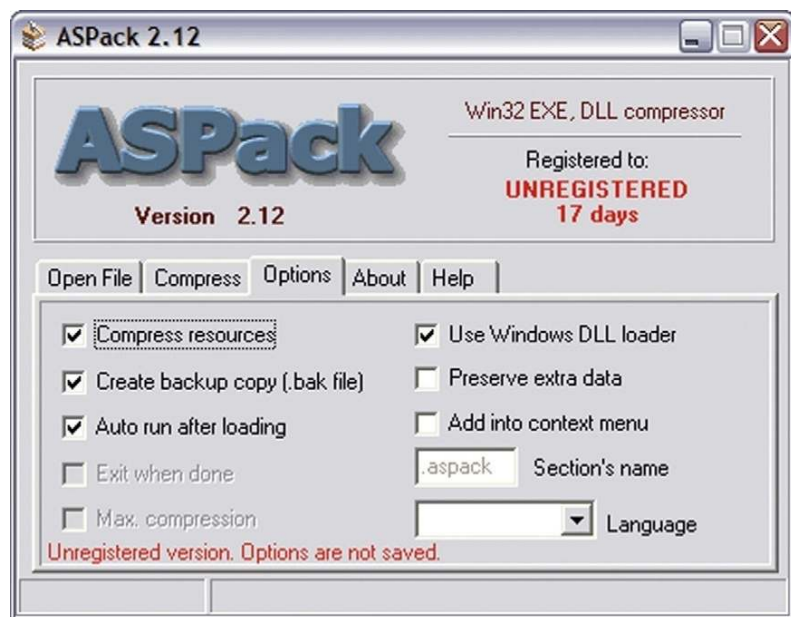 ASPack 2.12
ASPack
Version 2.12
Win32 EXE, DLL compressor
Registered to:
UNREGISTERED
17 days
Open File
Compress
Options
About
Help
Compress resources
Create backup copy (.bak file)
Auto run after loading
Exit when done
Max. compression
Use Windows DLL loader
Preserve extra data
Add into context menu
.aspack Section's name
Language
Unregistered version. Options are not saved.